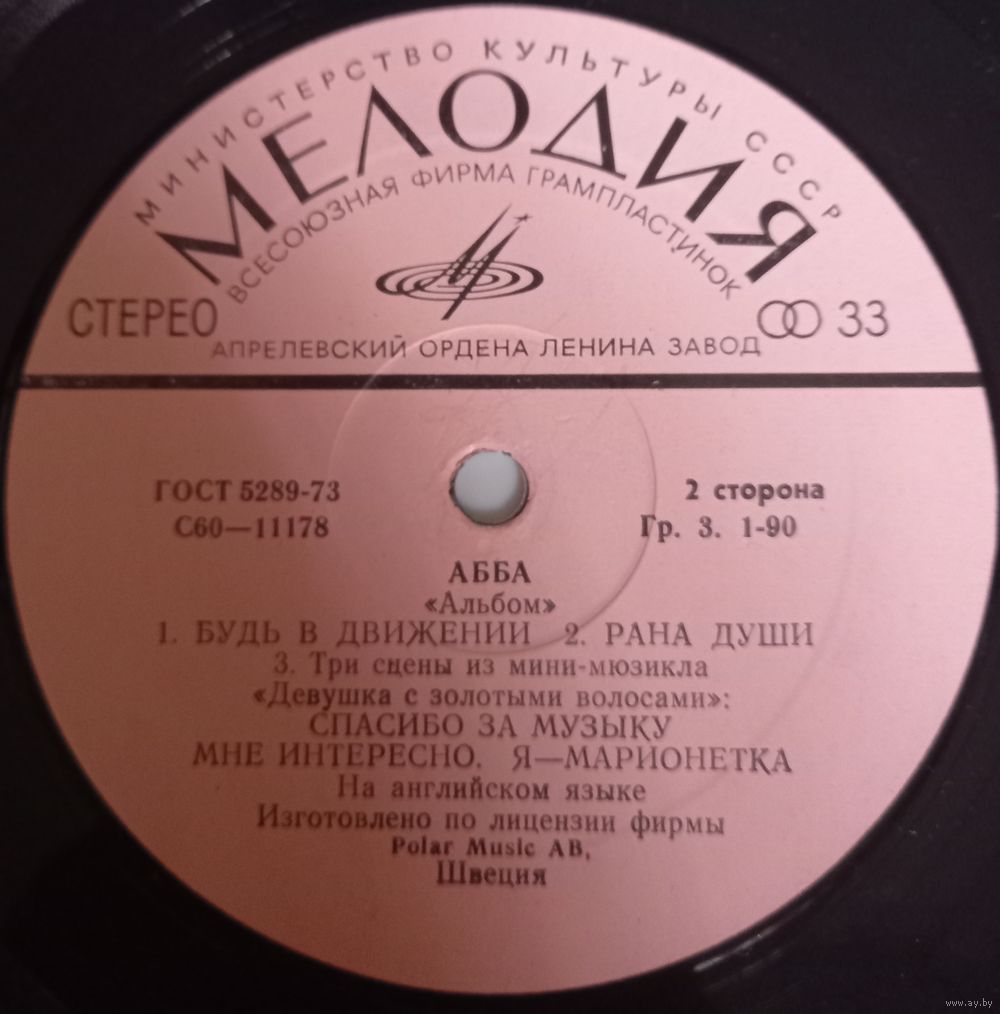 МИНИСТЕРСТВО КУЛЬТУРЫ СССР
МЕЛОДИЯ
ВСЕСОЮЗНАЯ ФИРМА ГРАМПЛАСТИНОК
СТЕРЕО
33
АПРЕЛЕВСКИЙ ОРДЕНА ЛЕНИНА ЗАВОД
ГОСТ 5289-73
2 сторона
С60—11178
Гр. 3. 1-90
АББА
«Альбом»
1. БУДЬ В ДВИЖЕНИИ 2. РАНА ДУШИ
3. Три сцены из мини-мюзикла
«Девушка с золотыми волосами»:
СПАСИБО ЗА МУЗЫКУ
МНЕ ИНТЕРЕСНО. Я—МАРИОНЕТКА
На английском языке
Изготовлено по лицензии фирмы
Polar Music AB,
Швеция
www.ay.by